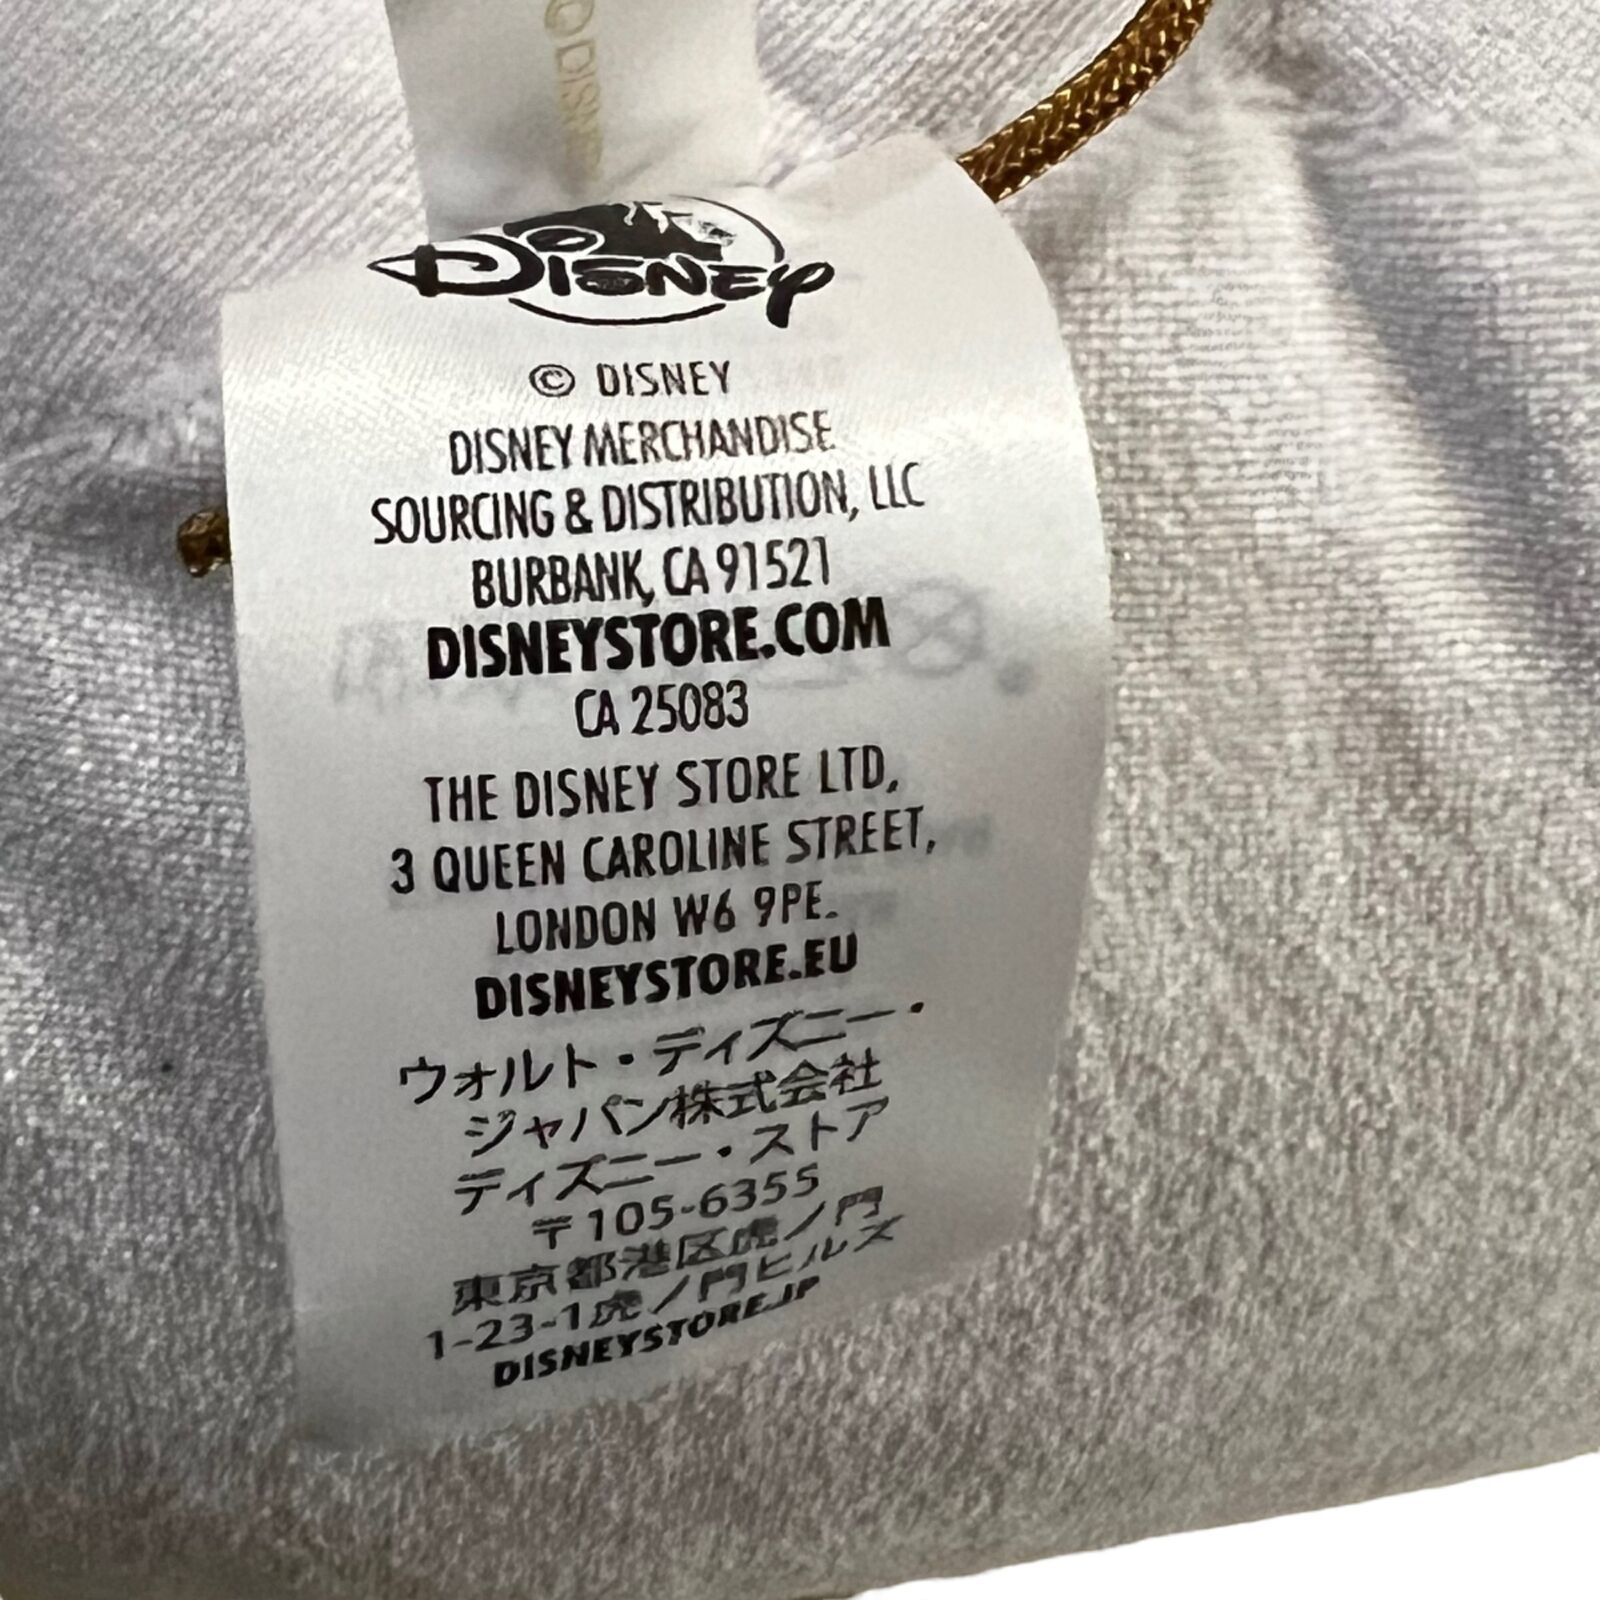 DISNEY
© DISNEY
DISNEY MERCHANDISE
SOURCING & DISTRIBUTION, LLC
BURBANK, CA 91521
DISNEYSTORE.COM
CA 25083
THE DISNEY STORE LTD,
3 QUEEN CAROLINE STREET,
LONDON W6 9PE.
DISNEYSTORE.EU
ウォルト・ディズニー・
ジャパン株式会社
ディズニー・ストア
〒105-6355
東京都港区虎ノ門
1-23-1虎ノ門ヒルズ
DISNEYSTORE.JP